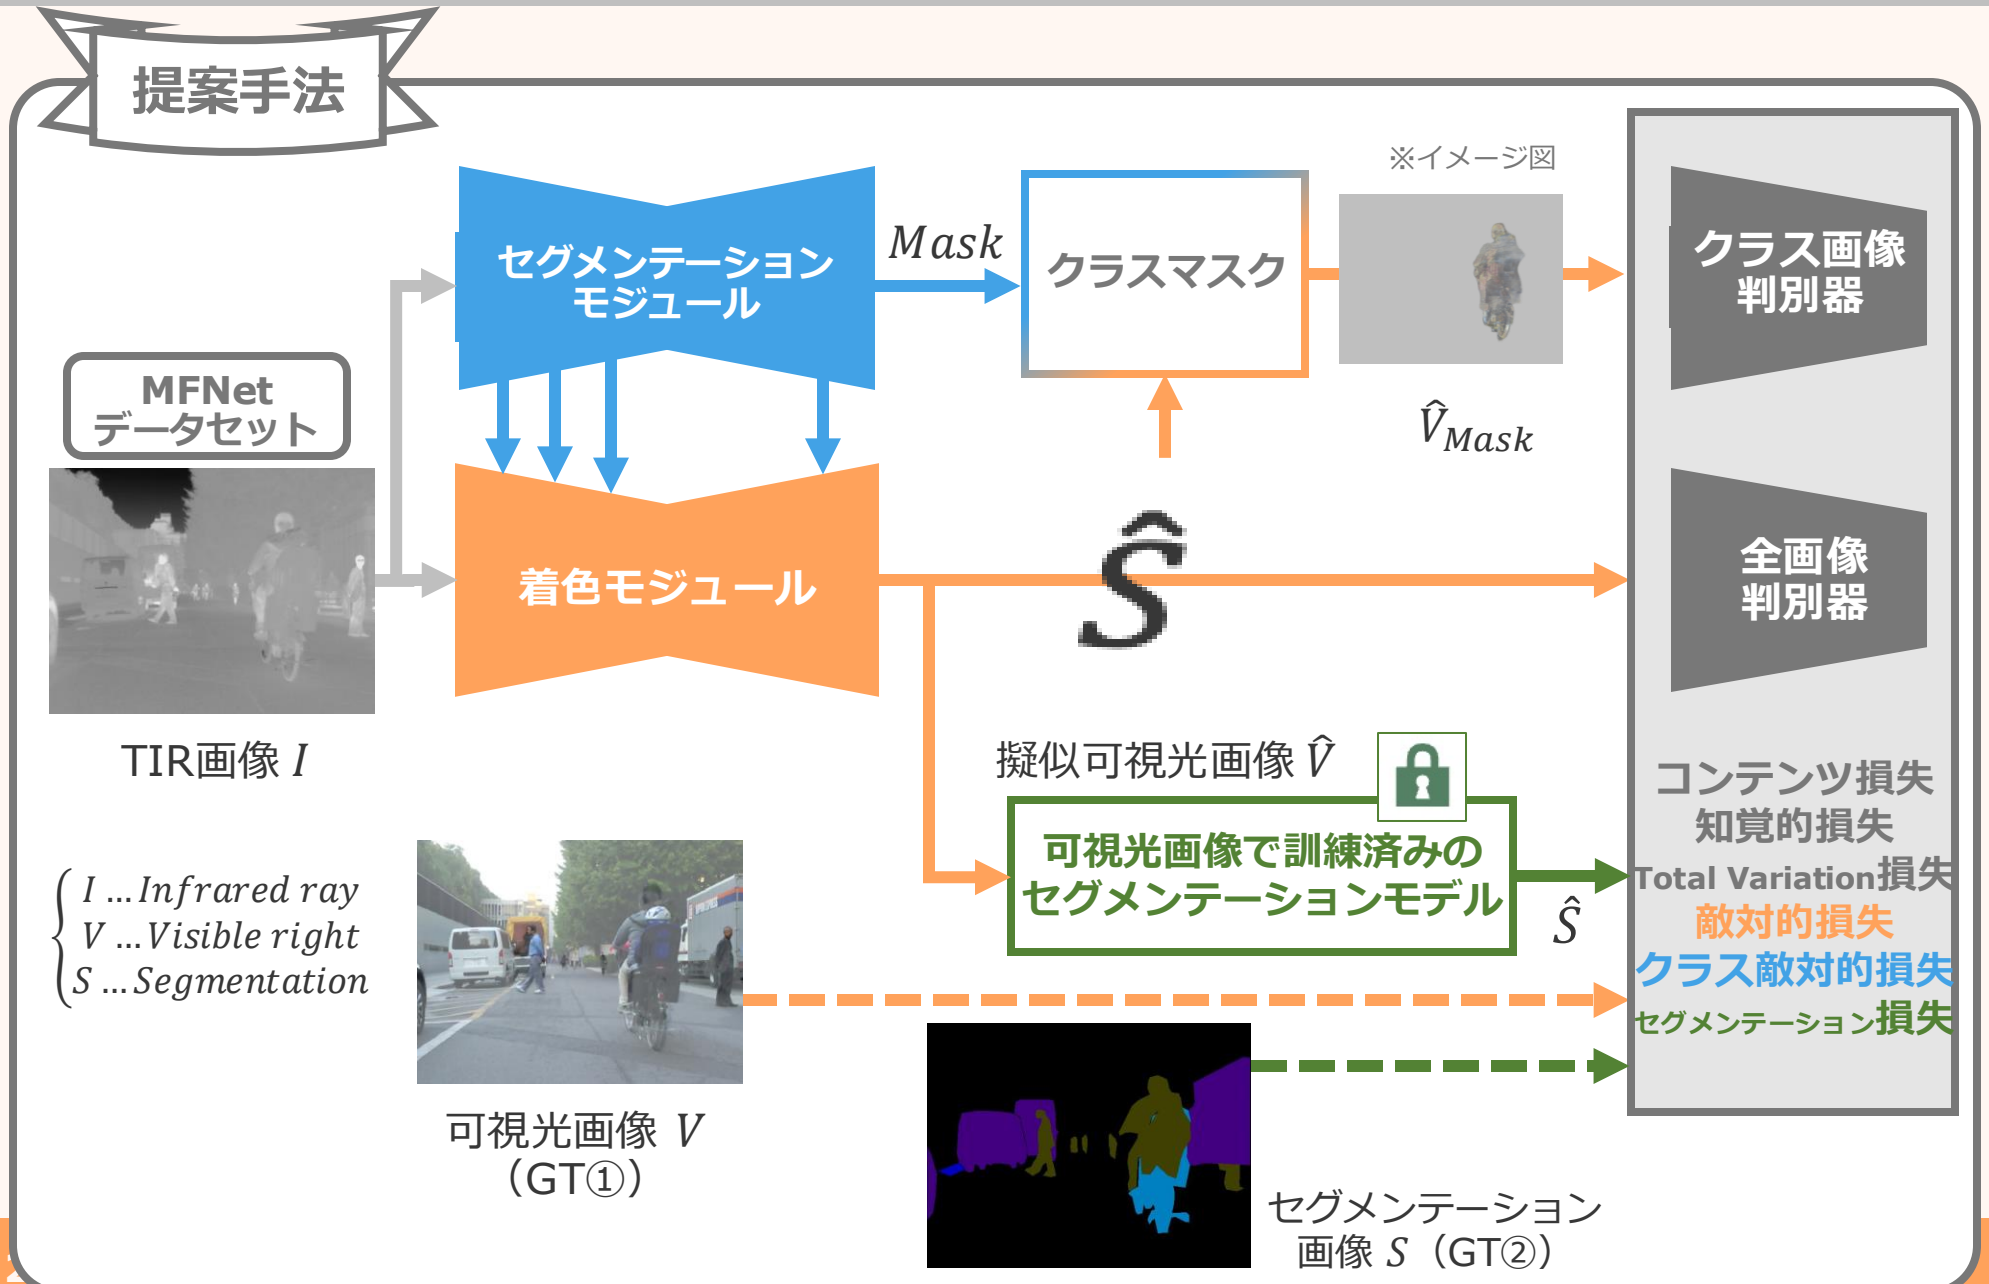 提案手法
※イメージ図
セグメンテーション
モジュール
Mask
クラスマスク
クラス画像
判別器
MFNet
データセット
V̂_Mask
着色モジュール
Ŝ
全画像
判別器
TIR画像 I
擬似可視光画像 V̂
可視光画像で訓練済みの
セグメンテーションモデル
Ŝ
コンテンツ損失
知覚的損失
Total Variation損失
敵対的損失
クラス敵対的損失
セグメンテーション損失
I …Infrared ray
V …Visible right
S …Segmentation
可視光画像 V
（GT①）
セグメンテーション
画像 S（GT②）